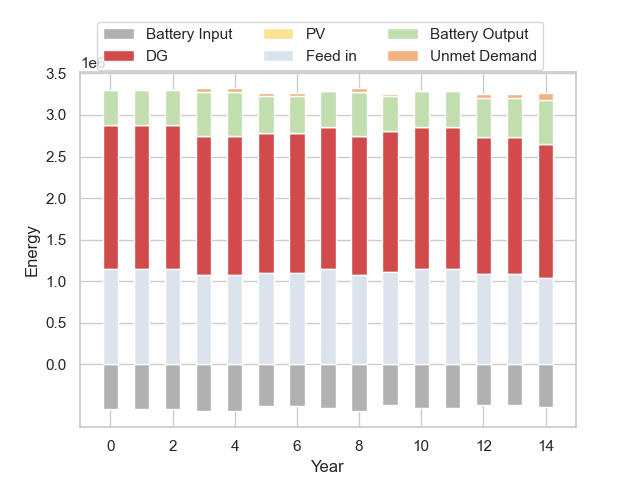 Battery Input PV Battery Output
DG Feed in Unmet Demand
1e6
3.5
3.0
2.5
2.0
1.5
1.0
0.5
0.0
Energy
0 2 4 6 8 10 12 14
Year